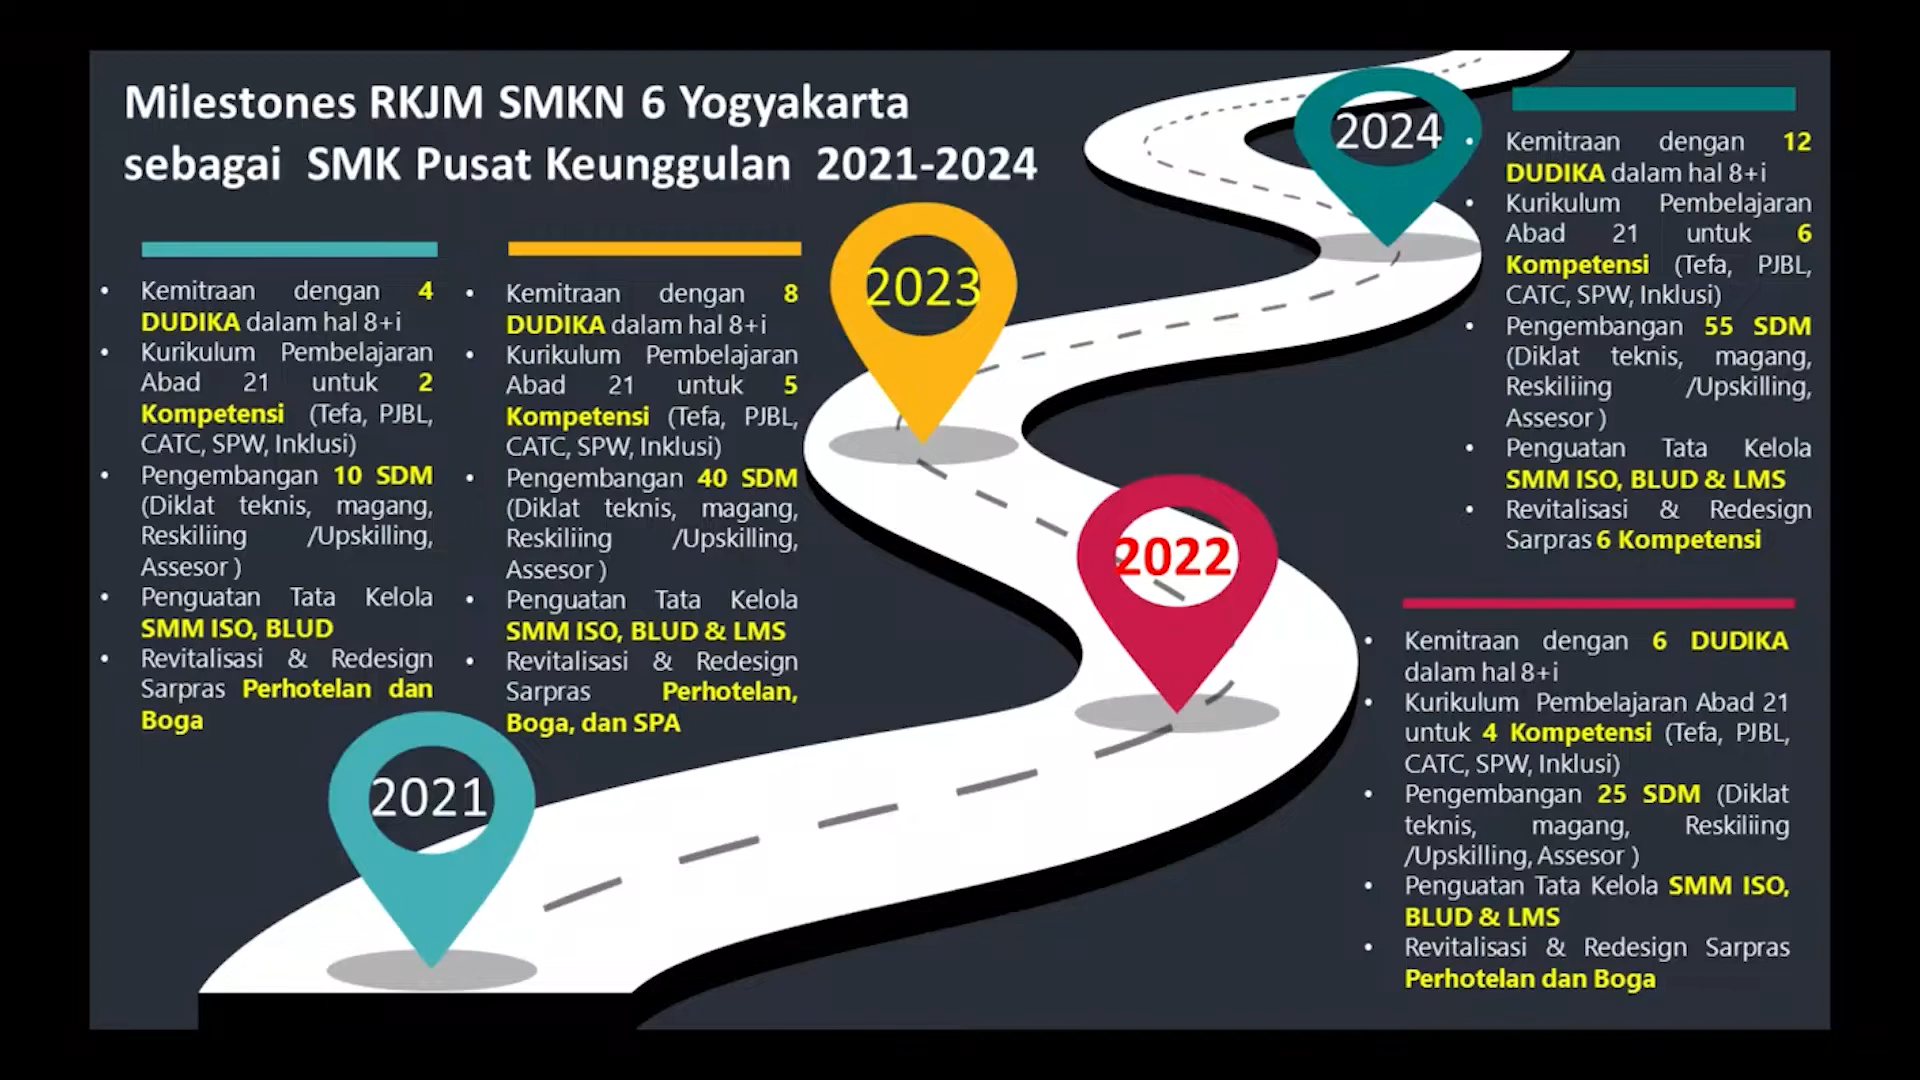 Milestones RKJM SMKN 6 Yogyakarta
sebagai SMK Pusat Keunggulan 2021-2024
• Kemitraan dengan 4
DUDIKA dalam hal 8+i
• Kurikulum Pembelajaran
Abad 21 untuk 2
Kompetensi (Tefa, PJBL,
CATC, SPW, Inklusi)
• Pengembangan 10 SDM
(Diklat teknis, magang,
Reskiliing /Upskilling,
Assesor )
• Penguatan Tata Kelola
SMM ISO, BLUD
• Revitalisasi & Redesign
Sarpras Perhotelan dan
Boga
2021
• Kemitraan dengan 8
DUDIKA dalam hal 8+i
• Kurikulum Pembelajaran
Abad 21 untuk 5
Kompetensi (Tefa, PJBL,
CATC, SPW, Inklusi)
• Pengembangan 40 SDM
(Diklat teknis, magang,
Reskiliing /Upskilling,
Assesor )
• Penguatan Tata Kelola
SMM ISO, BLUD & LMS
• Revitalisasi & Redesign
Sarpras Perhotelan,
Boga, dan SPA
2023
2022
2024
• Kemitraan dengan 12
DUDIKA dalam hal 8+i
• Kurikulum Pembelajaran
Abad 21 untuk 6
Kompetensi (Tefa, PJBL,
CATC, SPW, Inklusi)
• Pengembangan 55 SDM
(Diklat teknis, magang,
Reskiliing /Upskilling,
Assesor )
• Penguatan Tata Kelola
SMM ISO, BLUD & LMS
• Revitalisasi & Redesign
Sarpras 6 Kompetensi
• Kemitraan dengan 6 DUDIKA
dalam hal 8+i
• Kurikulum Pembelajaran Abad 21
untuk 4 Kompetensi (Tefa, PJBL,
CATC, SPW, Inklusi)
• Pengembangan 25 SDM (Diklat
teknis, magang, Reskiliing
/Upskilling, Assesor )
• Penguatan Tata Kelola SMM ISO,
BLUD & LMS
• Revitalisasi & Redesign Sarpras
Perhotelan dan Boga